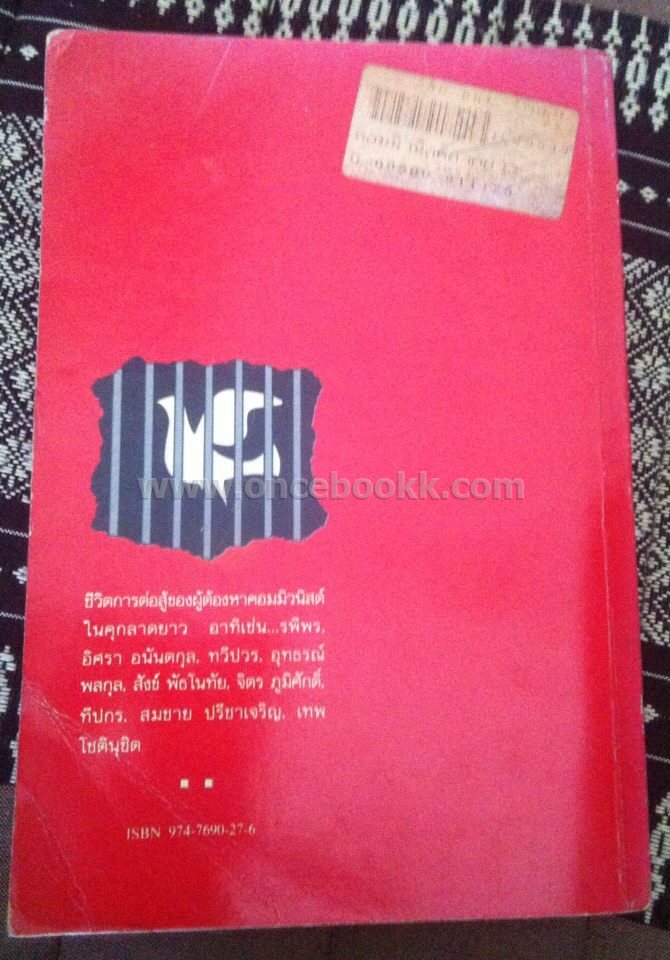 www.oncebookk.com
ชีวิตการต่อสู้ของผู้ต้องหาคอมมิวนิสต์
ในคุกลาดยาว อาทิเช่น...รพีพร,
อิศรา อนันตกุล, ทวีปวร, อุทธรณ์
พลกุล, สังข์ พัธโนทัย, จิตร ภูมิศักดิ์,
ทีปกร, สมชาย ปรีชาเจริญ, เทพ
โชตินุชิต
ISBN 974-7690-27-6